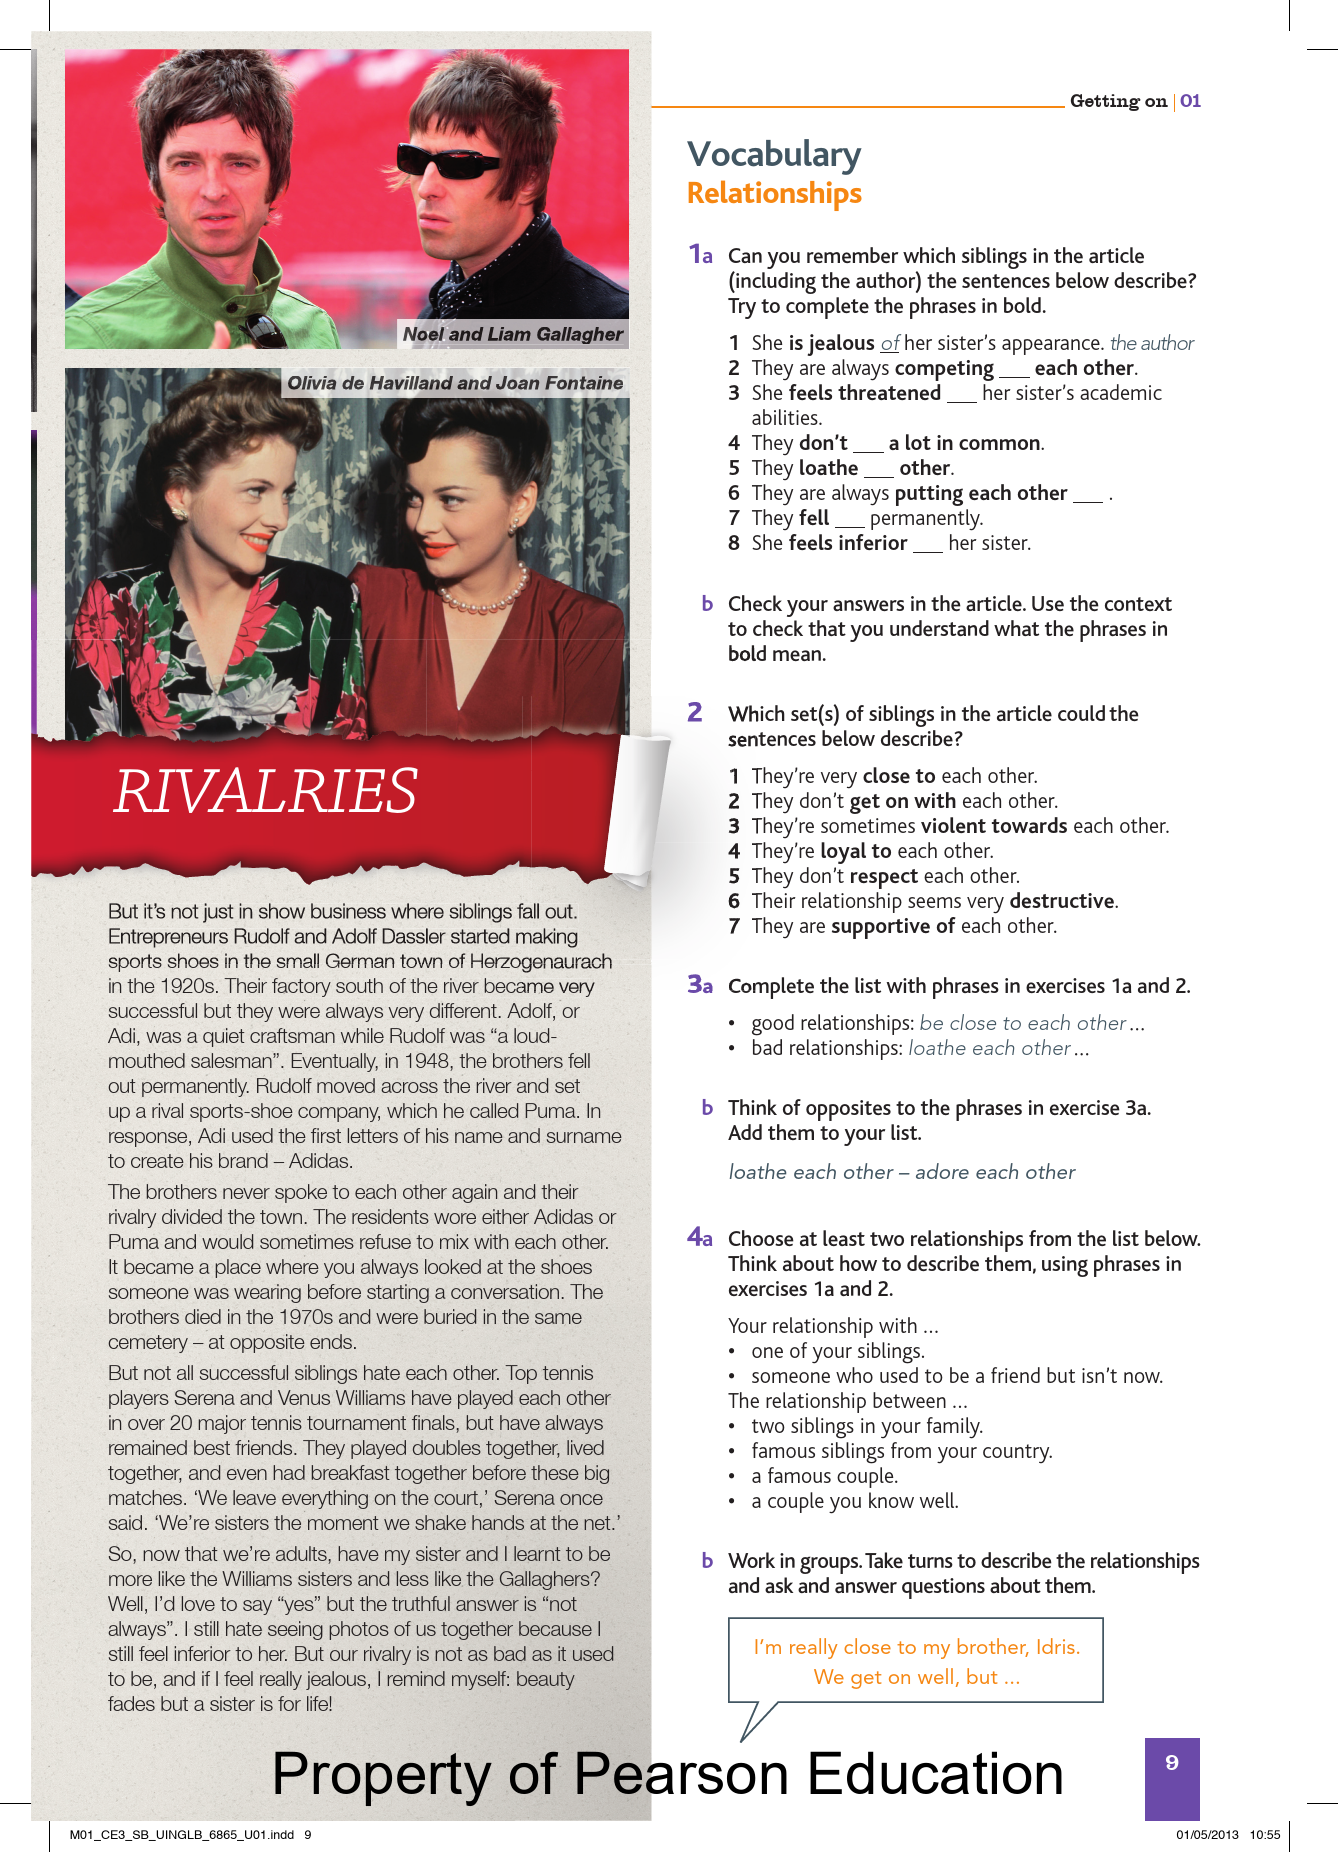 Noel and Liam Gallagher
Olivia de Havilland and Joan Fontaine
RIVALRIES
But it’s not just in show business where siblings fall out.
Entrepreneurs Rudolf and Adolf Dassler started making
sports shoes in the small German town of Herzogenaurach
in the 1920s. Their factory south of the river became very
successful but they were always very different. Adolf, or
Adi, was a quiet craftsman while Rudolf was “a loud-
mouthed salesman”. Eventually, in 1948, the brothers fell
out permanently. Rudolf moved across the river and set
up a rival sports-shoe company, which he called Puma. In
response, Adi used the first letters of his name and surname
to create his brand – Adidas.
The brothers never spoke to each other again and their
rivalry divided the town. The residents wore either Adidas or
Puma and would sometimes refuse to mix with each other.
It became a place where you always looked at the shoes
someone was wearing before starting a conversation. The
brothers died in the 1970s and were buried in the same
cemetery – at opposite ends.
But not all successful siblings hate each other. Top tennis
players Serena and Venus Williams have played each other
in over 20 major tennis tournament finals, but have always
remained best friends. They played doubles together, lived
together, and even had breakfast together before these big
matches. ‘We leave everything on the court,’ Serena once
said. ‘We’re sisters the moment we shake hands at the net.’
So, now that we’re adults, have my sister and I learnt to be
more like the Williams sisters and less like the Gallaghers?
Well, I’d love to say “yes” but the truthful answer is “not
always”. I still hate seeing photos of us together because I
still feel inferior to her. But our rivalry is not as bad as it used
to be, and if I feel really jealous, I remind myself: beauty
fades but a sister is for life!
Getting on | 01
Vocabulary
Relationships
1a Can you remember which siblings in the article
(including the author) the sentences below describe?
Try to complete the phrases in bold.
1 She is jealous of her sister’s appearance. the author
2 They are always competing ___ each other.
3 She feels threatened ___ her sister’s academic
abilities.
4 They don’t ___ a lot in common.
5 They loathe ___ other.
6 They are always putting each other ___ .
7 They fell ___ permanently.
8 She feels inferior ___ her sister.
b Check your answers in the article. Use the context
to check that you understand what the phrases in
bold mean.
2 Which set(s) of siblings in the article could the
sentences below describe?
1 They’re very close to each other.
2 They don’t get on with each other.
3 They’re sometimes violent towards each other.
4 They’re loyal to each other.
5 They don’t respect each other.
6 Their relationship seems very destructive.
7 They are supportive of each other.
3a Complete the list with phrases in exercises 1a and 2.
• good relationships: be close to each other ...
• bad relationships: loathe each other ...
b Think of opposites to the phrases in exercise 3a.
Add them to your list.
loathe each other – adore each other
4a Choose at least two relationships from the list below.
Think about how to describe them, using phrases in
exercises 1a and 2.
Your relationship with ...
• one of your siblings.
• someone who used to be a friend but isn’t now.
The relationship between ...
• two siblings in your family.
• famous siblings from your country.
• a famous couple.
• a couple you know well.
b Work in groups. Take turns to describe the relationships
and ask and answer questions about them.
I’m really close to my brother, Idris.
We get on well, but ...
Property of Pearson Education
9
M01_CE3_SB_UINGLB_6865_U01.indd 9
01/05/2013 10:55